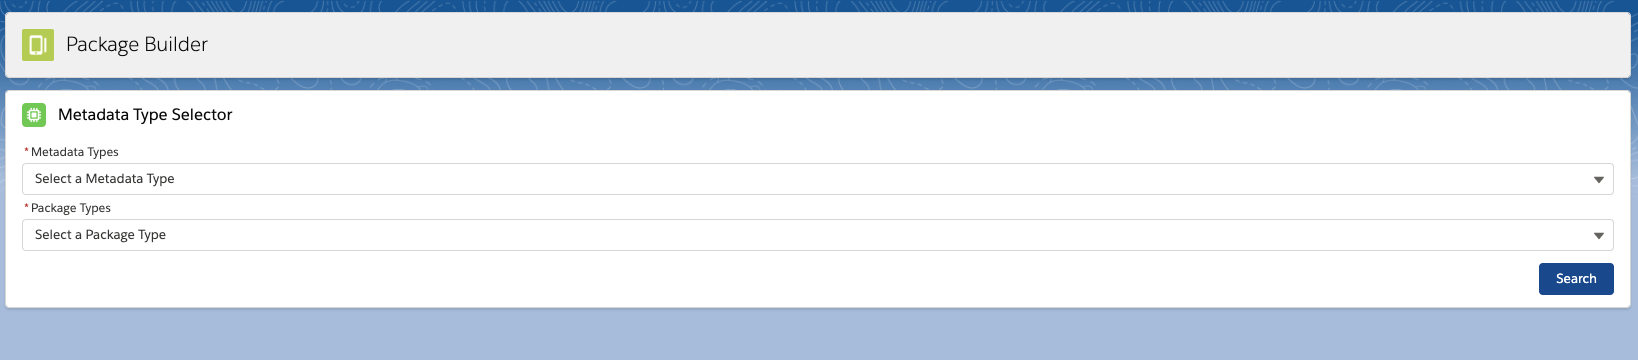 Package Builder
Metadata Type Selector
* Metadata Types
Select a Metadata Type
* Package Types
Select a Package Type
Search